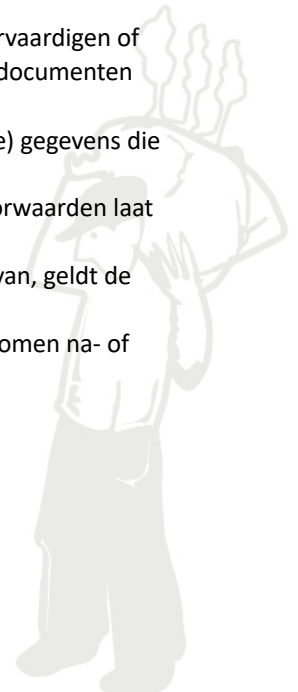 rvaardigen of
documenten
e) gegevens die
orwaarden laat
van, geldt de
omen na- of